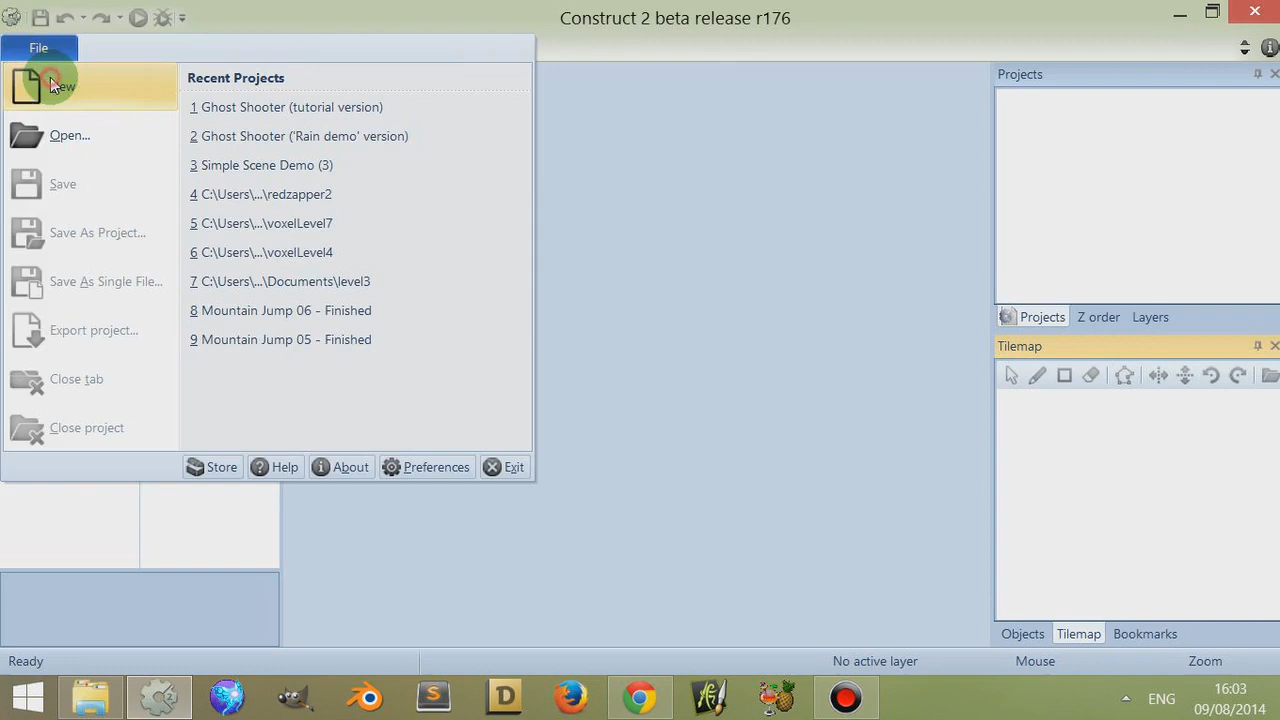 Construct 2 beta release r176
File
New
Open...
Save
Save As Project...
Save As Single File...
Export project...
Close tab
Close project
Recent Projects
1 Ghost Shooter (tutorial version)
2 Ghost Shooter ('Rain demo' version)
3 Simple Scene Demo (3)
4 C:\Users\...\redzapper2
5 C:\Users\...\voxelLevel7
6 C:\Users\...\voxelLevel4
7 C:\Users\...\Documents\level3
8 Mountain Jump 06 - Finished
9 Mountain Jump 05 - Finished
Store Help About Preferences Exit
Projects
Projects Z order Layers
Tilemap
Objects Tilemap Bookmarks
Ready No active layer Mouse Zoom
ENG 16:03
09/08/2014